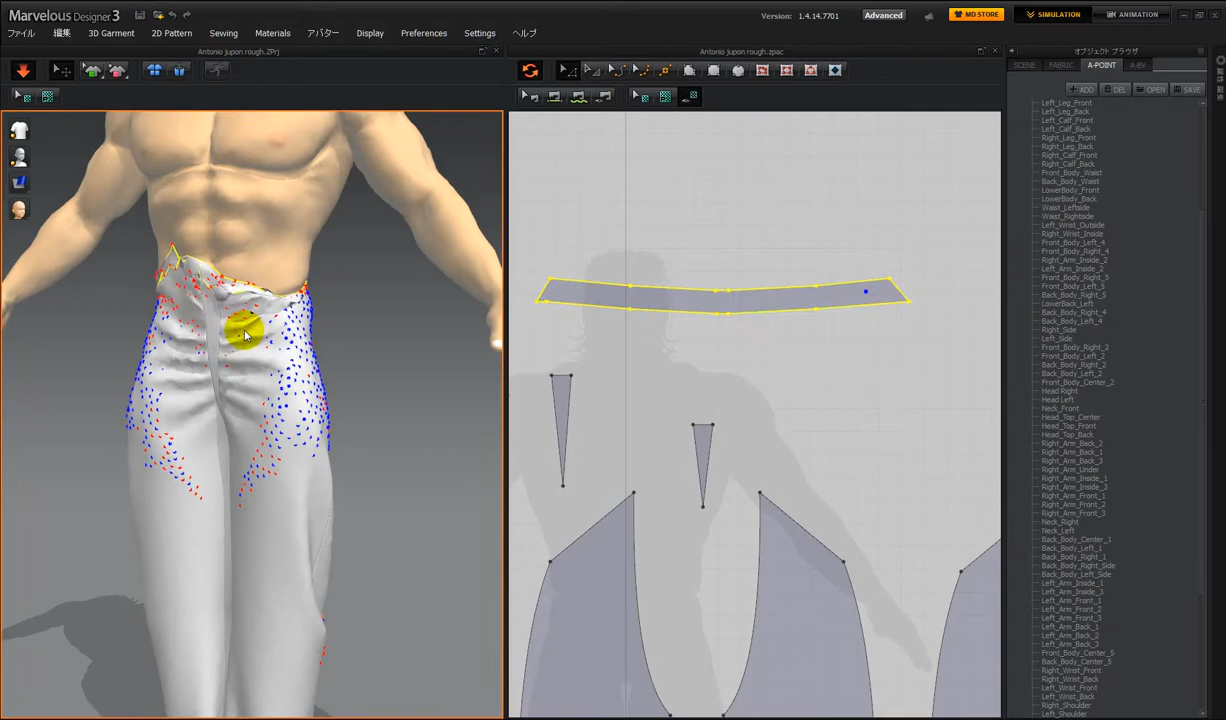 Marvelous Designer 3
Version: 1.4.14.7701
Advanced
MD STORE
SIMULATION
ANIMATION
ファイル
編集
3D Garment
2D Pattern
Sewing
Materials
アバター
Display
Preferences
Settings
ヘルプ
Antonio jupon rough.ZPrj
Antonio jupon rough.zpac
オブジェクト ブラウザ
SCENE
FABRIC
A-POINT
A-BV
ADD
DEL
OPEN
SAVE
Left_Leg_Front
Left_Leg_Back
Left_Calf_Front
Left_Calf_Back
Right_Leg_Front
Right_Leg_Back
Right_Calf_Front
Right_Calf_Back
Front_Body_Waist
Back_Body_Waist
LowerBody_Front
LowerBody_Back
Waist_Leftside
Waist_Rightside
Left_Wrist_Outside
Right_Wrist_Inside
Front_Body_Left_4
Front_Body_Right_4
Right_Arm_Inside_2
Left_Arm_Inside_2
Front_Body_Right_5
Front_Body_Left_5
Back_Body_Right_5
LowerBack_Left
Back_Body_Right_4
Back_Body_Left_4
Right_Side
Left_Side
Front_Body_Right_2
Front_Body_Left_2
Back_Body_Right_2
Back_Body_Left_2
Front_Body_Center_2
Head Right
Head Left
Neck_Front
Head_Top_Center
Head_Top_Front
Head_Top_Back
Right_Arm_Back_2
Right_Arm_Back_1
Right_Arm_Back_3
Right_Arm_Under
Right_Arm_Inside_1
Right_Arm_Inside_3
Right_Arm_Front_1
Right_Arm_Front_2
Right_Arm_Front_3
Neck_Right
Neck_Left
Back_Body_Center_1
Back_Body_Left_1
Back_Body_Right_1
Back_Body_Right_Side
Back_Body_Left_Side
Left_Arm_Inside_1
Left_Arm_Inside_3
Left_Arm_Front_1
Left_Arm_Front_2
Left_Arm_Front_3
Left_Arm_Back_1
Left_Arm_Back_2
Left_Arm_Back_3
Front_Body_Center_5
Back_Body_Center_5
Right_Wrist_Front
Right_Wrist_Back
Left_Wrist_Front
Left_Wrist_Back
Right_Shoulder
Left_Shoulder